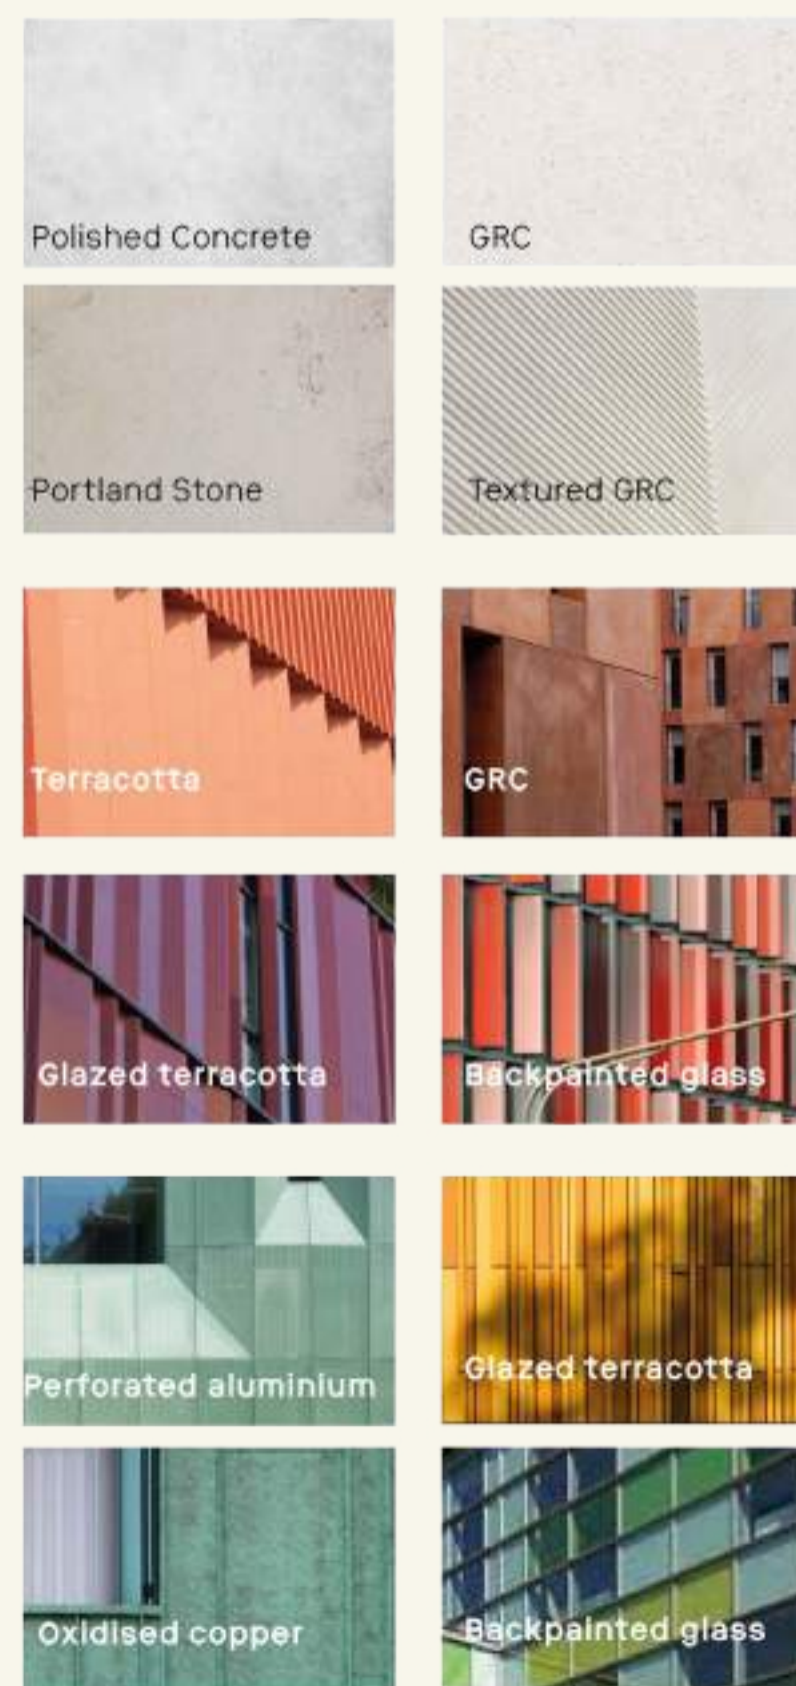 Polished Concrete
GRC
Portland Stone
Textured GRC
Terracotta
GRC
Glazed terracotta
Backpainted glass
Perforated aluminium
Glazed terracotta
Oxidised copper
Backpainted glass